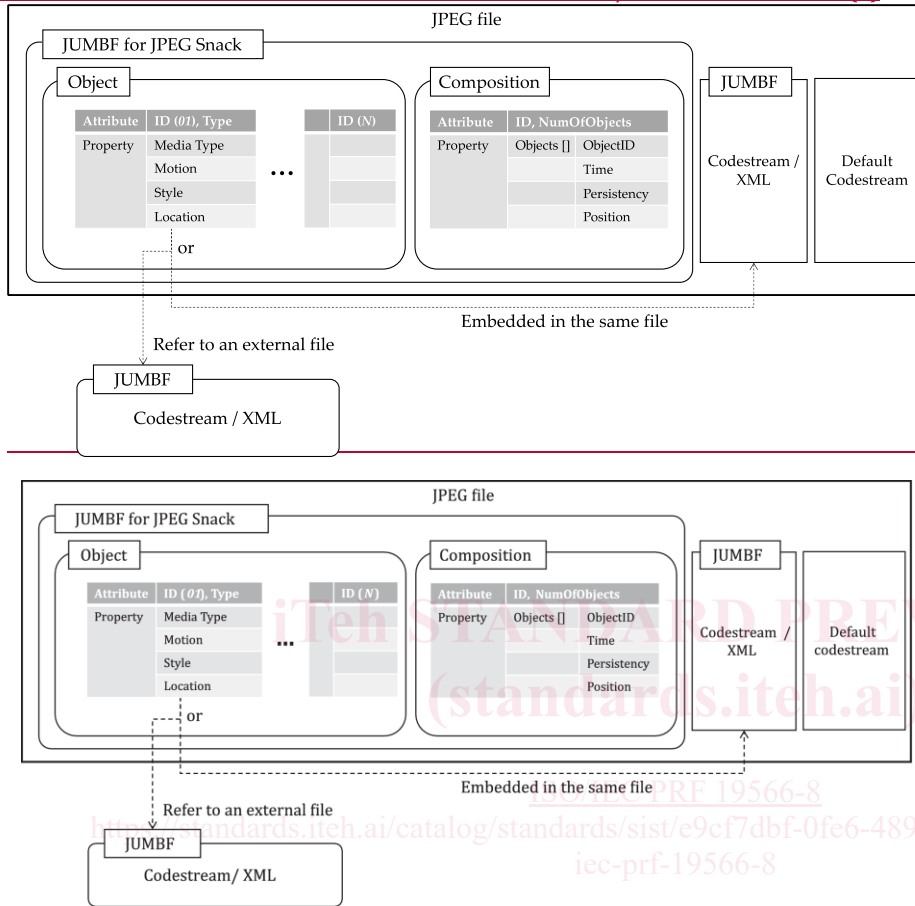 JPEG file
JUMBF for JPEG Snack
Object
Composition
JUMBF
Attribute ID (01), Type ID (N)
Property Media Type
Motion
...
Style
Location
Attribute ID, NumOfObjects
Property Objects [] ObjectID
Time
Persistency
Position
Codestream /
XML
Default
Codestream
or
Embedded in the same file
Refer to an external file
JUMBF
Codestream / XML
JPEG file
JUMBF for JPEG Snack
Object
Composition
JUMBF
Attribute ID ( 01), Type ID ( N)
Property Media Type
Motion
...
Style
Location
Attribute ID, NumOfObjects
Property Objects [] ObjectID
Time
Persistency
Position
Codestream /
XML
Default
codestream
iTeh STANDARD PRE
(standards.iteh.ai)
or
Embedded in the same file
ISO/IEC PRF 19566-8
Refer to an external file
https://standards.iteh.ai/catalog/standards/sist/e9cf7dbf-0fe6-489
JUMBF
iec-prf-19566-8
Codestream/ XML